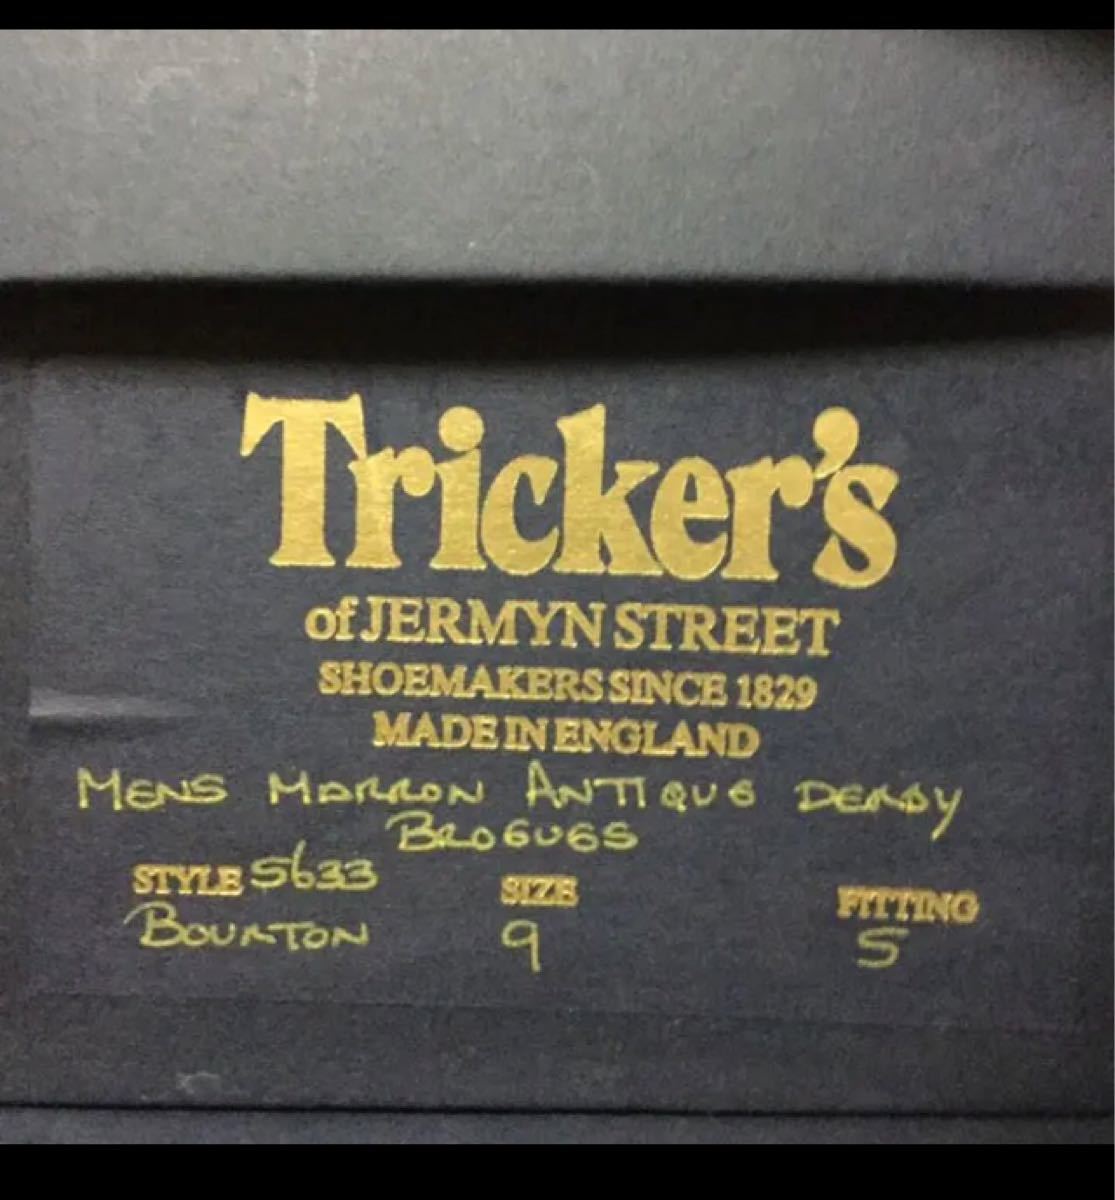 Tricker's
of JERMYN STREET
SHOEMAKERS SINCE 1829
MADE IN ENGLAND
MENS MARRON ANTIQUE DERBY
BROGUES
STYLE 5633 SIZE FITTING
BOURTON 9 5